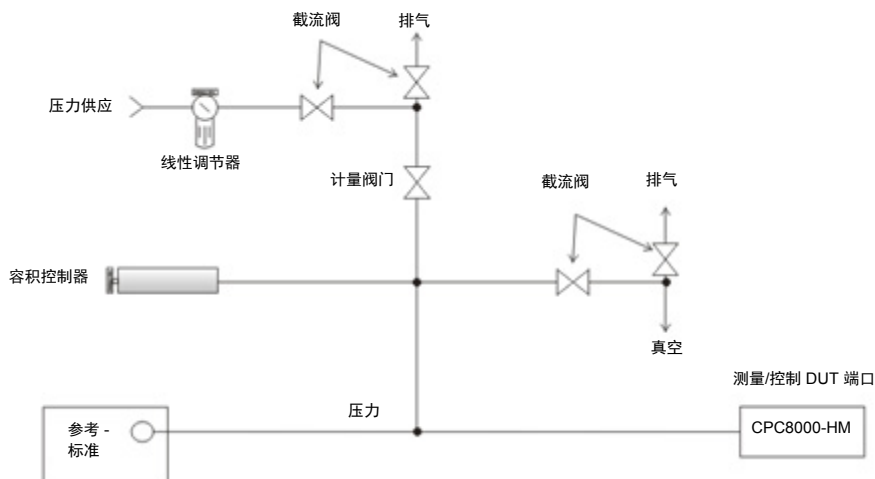 截流阀
排气
压力供应
线性调节器
计量阀门
截流阀
排气
容积控制器
真空
测量/控制 DUT 端口
压力
参考 -
标准
CPC8000-HM